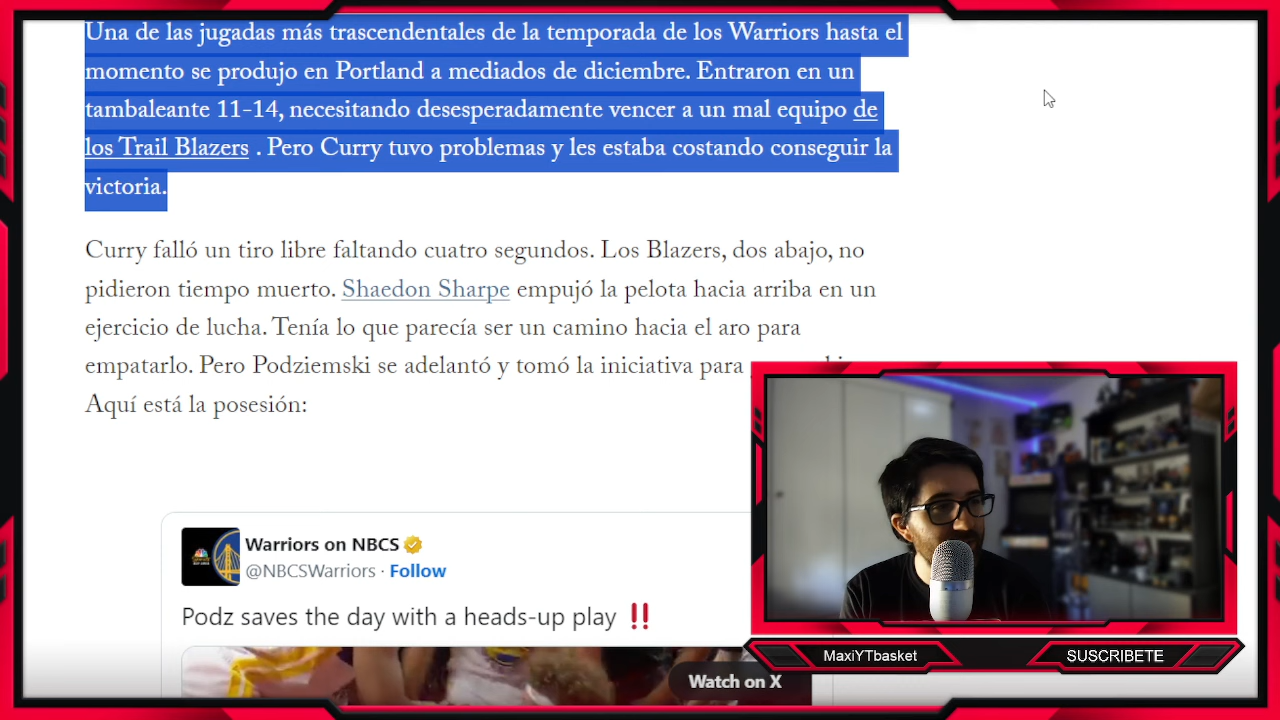 Una de las jugadas más trascendentales de la temporada de los Warriors hasta el
momento se produjo en Portland a mediados de diciembre. Entraron en un
tambaleante 11-14, necesitando desesperadamente vencer a un mal equipo de
los Trail Blazers . Pero Curry tuvo problemas y les estaba costando conseguir la
victoria.
Curry falló un tiro libre faltando cuatro segundos. Los Blazers, dos abajo, no
pidieron tiempo muerto. Shaedon Sharpe empujó la pelota hacia arriba en un
ejercicio de lucha. Tenía lo que parecía ser un camino hacia el aro para
empatarlo. Pero Podziemski se adelantó y tomó la iniciativa para
Aquí está la posesión:
Warriors on NBCS
@NBCSWarriors · Follow
Podz saves the day with a heads-up play ‼️
Watch on X
MaxiYTbasket
SUSCRIBETE